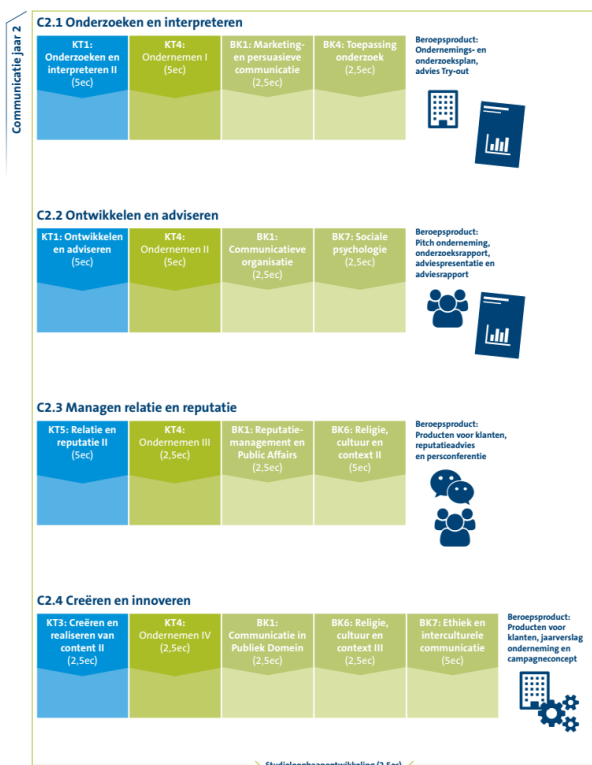 Communicatie jaar 2
C2.1 Onderzoeken en interpreteren
KT1:
Onderzoeken en
interpreteren II
(5ec)
KT4:
Ondernemen I
(5ec)
BK1: Marketing-
en persuasieve
communicatie
(2,5ec)
BK4: Toepassing
onderzoek
(2,5ec)
Beroepsproduct:
Ondernemings- en
onderzoeksplan,
advies Try-out
C2.2 Ontwikkelen en adviseren
KT1: Ontwikkelen
en adviseren
(5ec)
KT4:
Ondernemen II
(5ec)
BK1:
Communicatieve
organisatie
(2,5ec)
BK7: Sociale
psychologie
(2,5ec)
Beroepsproduct:
Pitch onderneming,
onderzoeksrapport,
adviespresentatie en
adviesrapport
C2.3 Managen relatie en reputatie
KT5: Relatie en
reputatie II
(5ec)
KT4:
Ondernemen III
(2,5ec)
BK1: Reputatie-
management en
Public Affairs
(2,5ec)
BK6: Religie,
cultuur en
context II
(5ec)
Beroepsproduct:
Producten voor klanten,
reputatieadvies
en persconferentie
C2.4 Creëren en innoveren
KT3: Creëren en
realiseren van
content II
(2,5ec)
KT4:
Ondernemen IV
(2,5ec)
BK1:
Communicatie in
Publiek Domein
(2,5ec)
BK6: Religie,
cultuur en
context III
(2,5ec)
BK7: Ethiek en
interculturele
communicatie
(5ec)
Beroepsproduct:
Producten voor
klanten, jaarverslag
onderneming en
campagneconcept
Studieloopbaanontwikkeling (2,5ec)